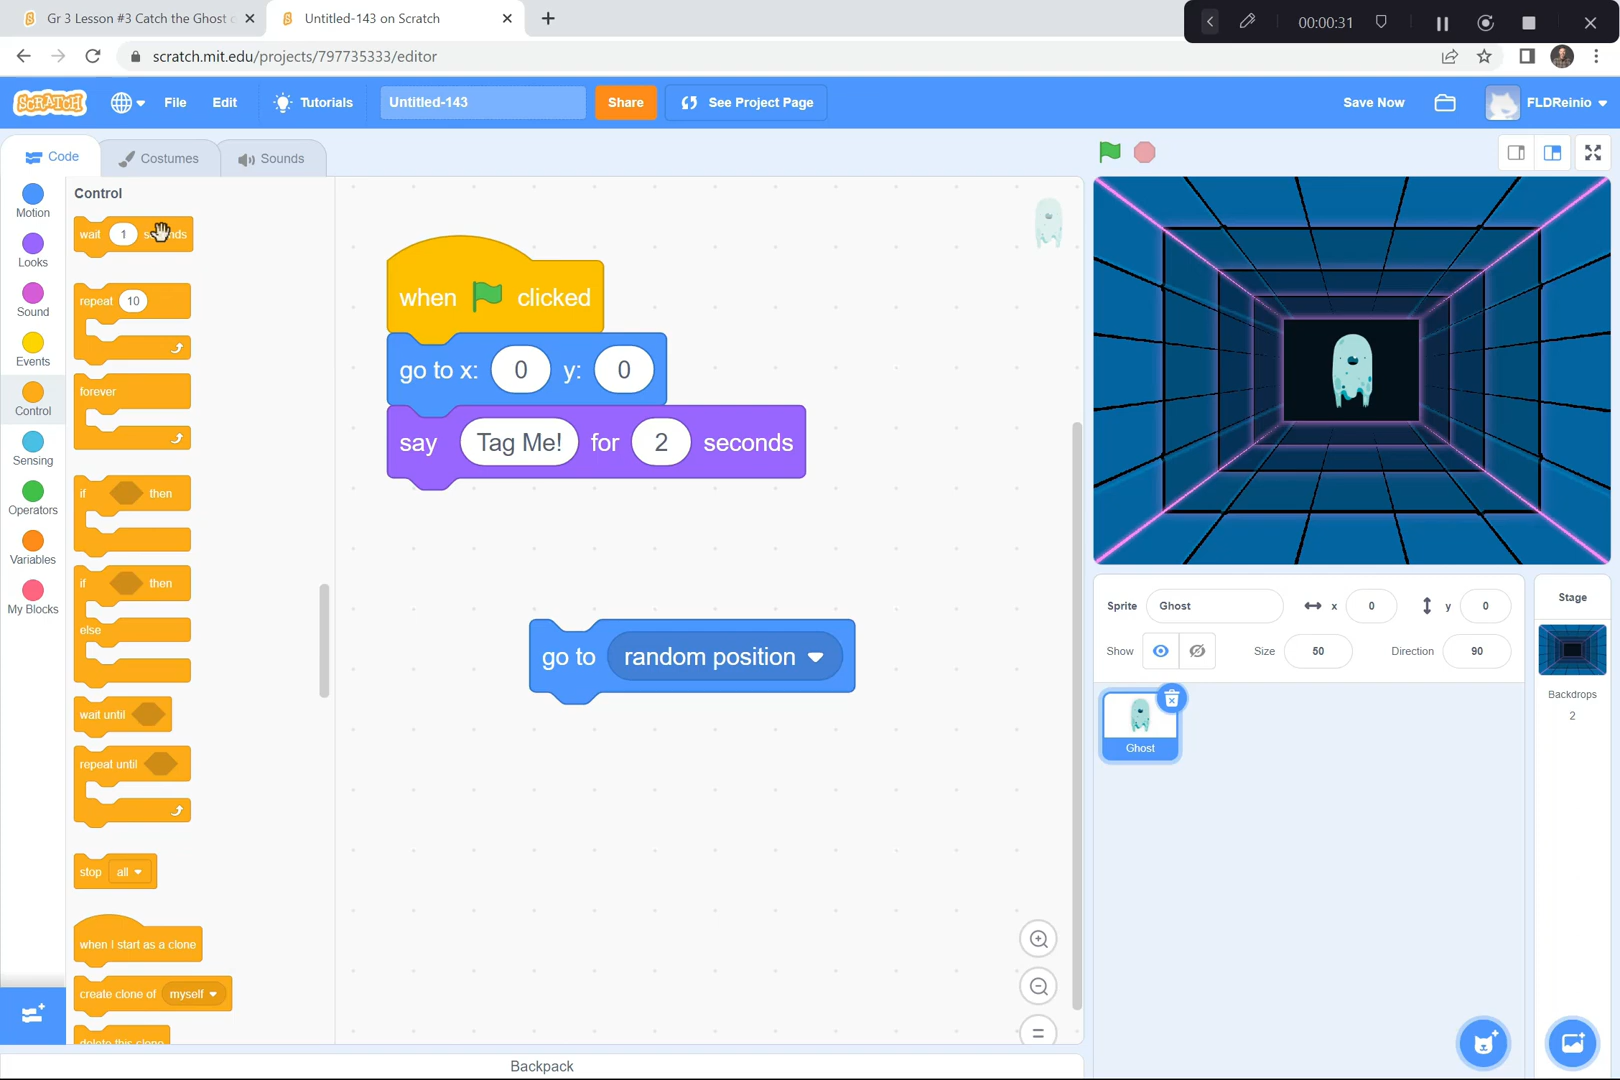 Gr 3 Lesson #3 Catch the Ghost
Untitled-143 on Scratch
00:00:31
scratch.mit.edu/projects/797735333/editor
SCRATCH
File
Edit
Tutorials
Untitled-143
Share
See Project Page
Save Now
FLDReinio
Code
Costumes
Sounds
Motion
Looks
Sound
Events
Control
Sensing
Operators
Variables
My Blocks
Control
wait 1 seconds
repeat 10
forever
if then
if then
else
wait until
repeat until
stop all
when I start as a clone
create clone of myself
delete this clone
when clicked
go to x: 0 y: 0
say Tag Me! for 2 seconds
go to random position
Backpack
Sprite Ghost x 0 y 0
Show Size 50 Direction 90
Ghost
Stage
Backdrops
2